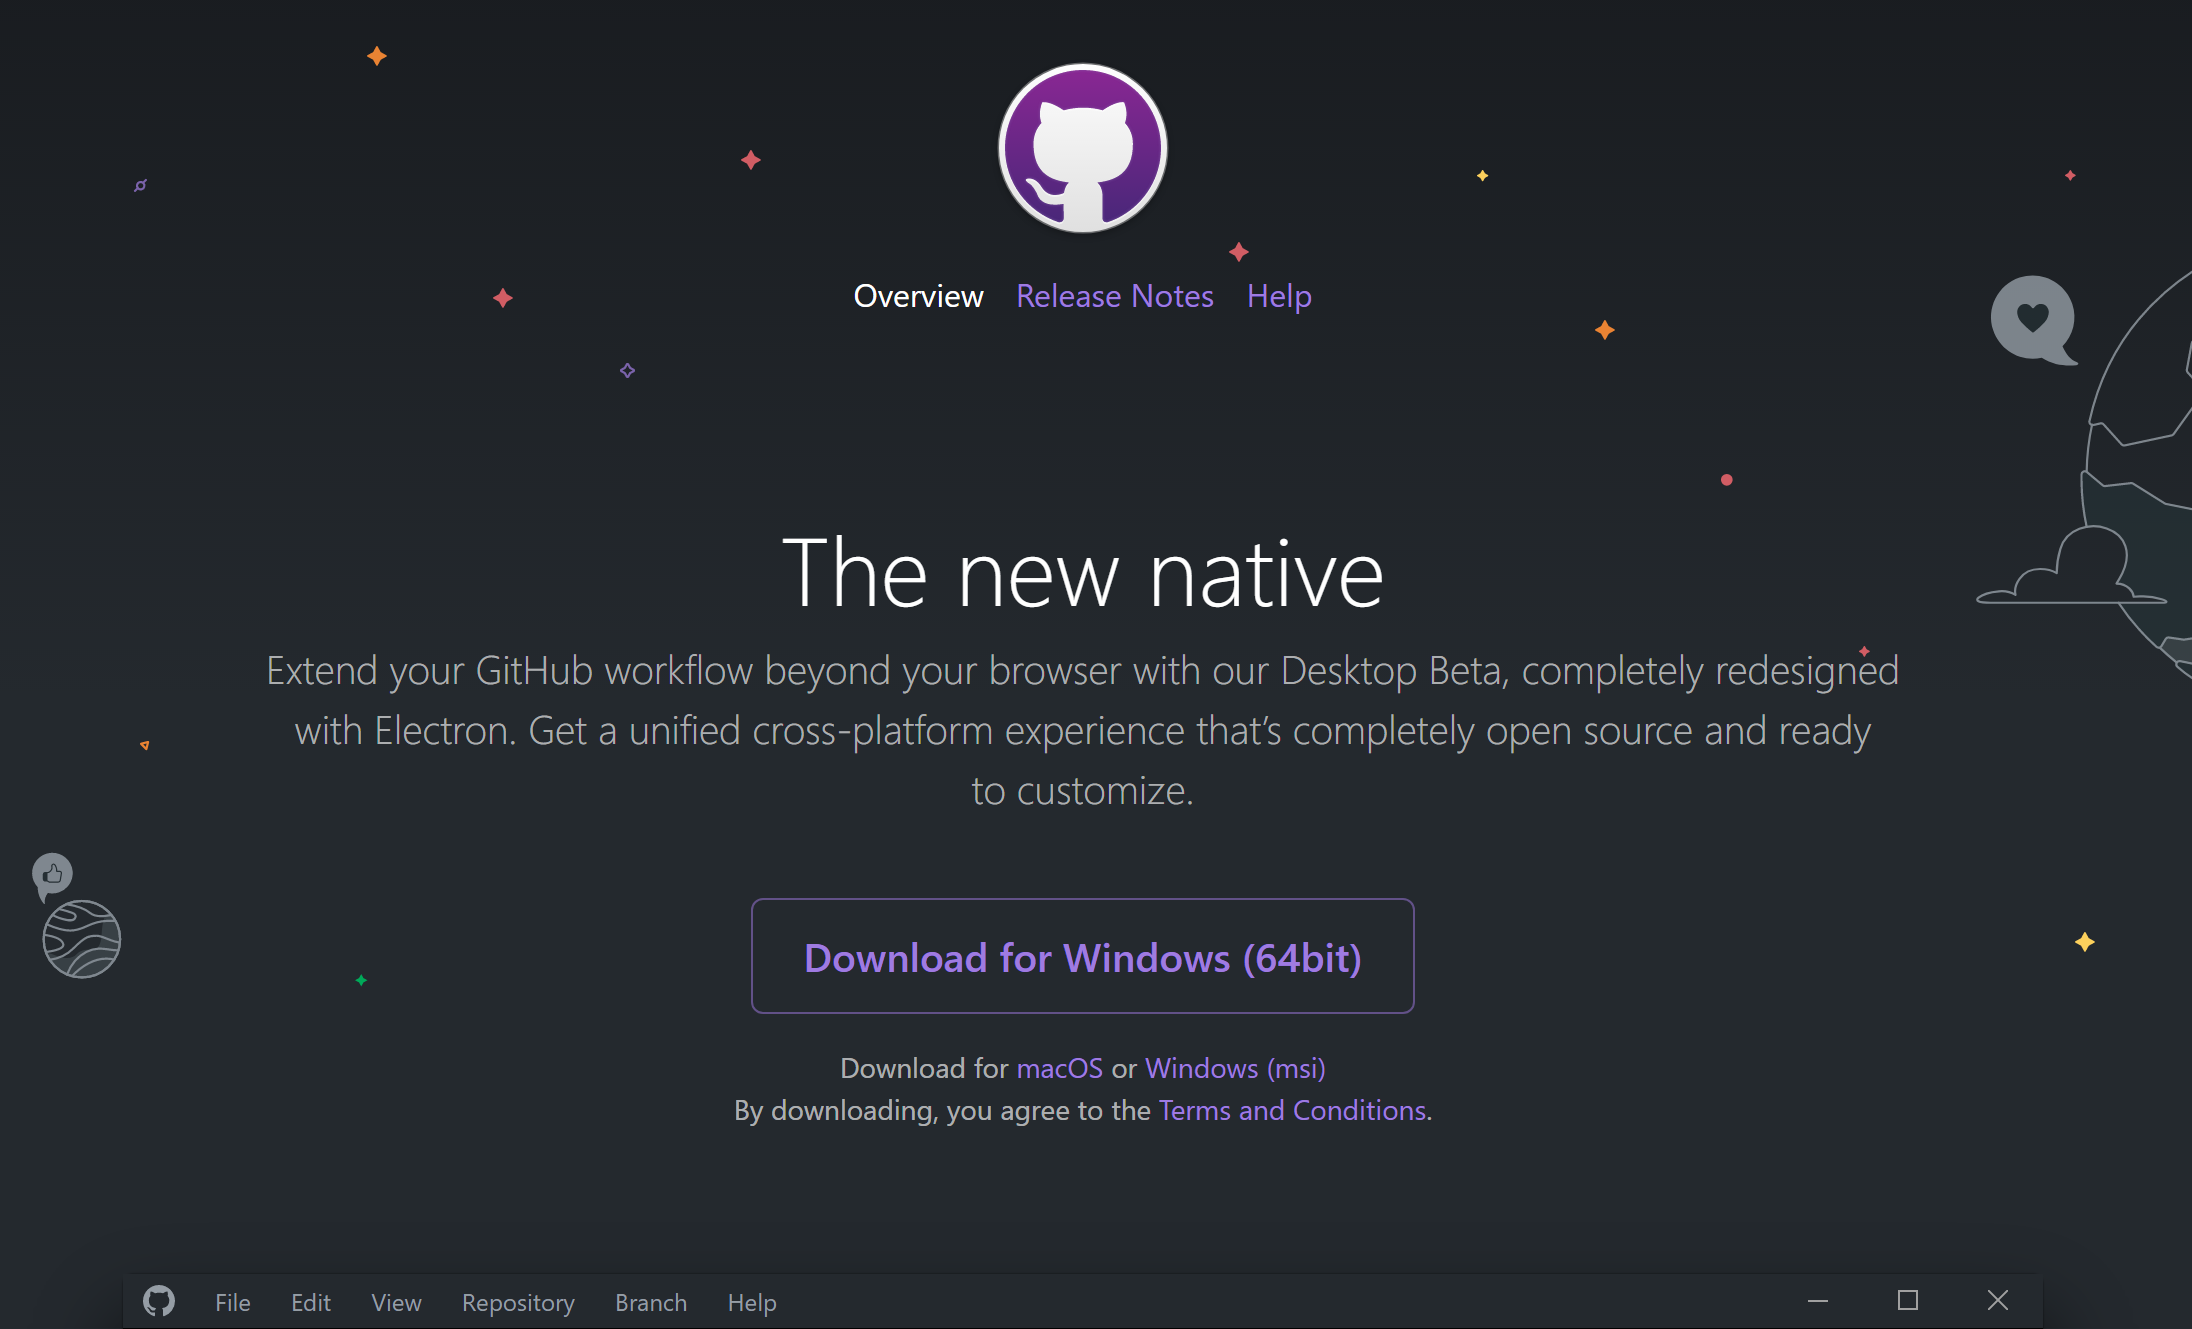 Overview Release Notes Help
The new native
Extend your GitHub workflow beyond your browser with our Desktop Beta, completely redesigned
with Electron. Get a unified cross-platform experience that’s completely open source and ready
to customize.
Download for Windows (64bit)
Download for macOS or Windows (msi)
By downloading, you agree to the Terms and Conditions.
File Edit View Repository Branch Help